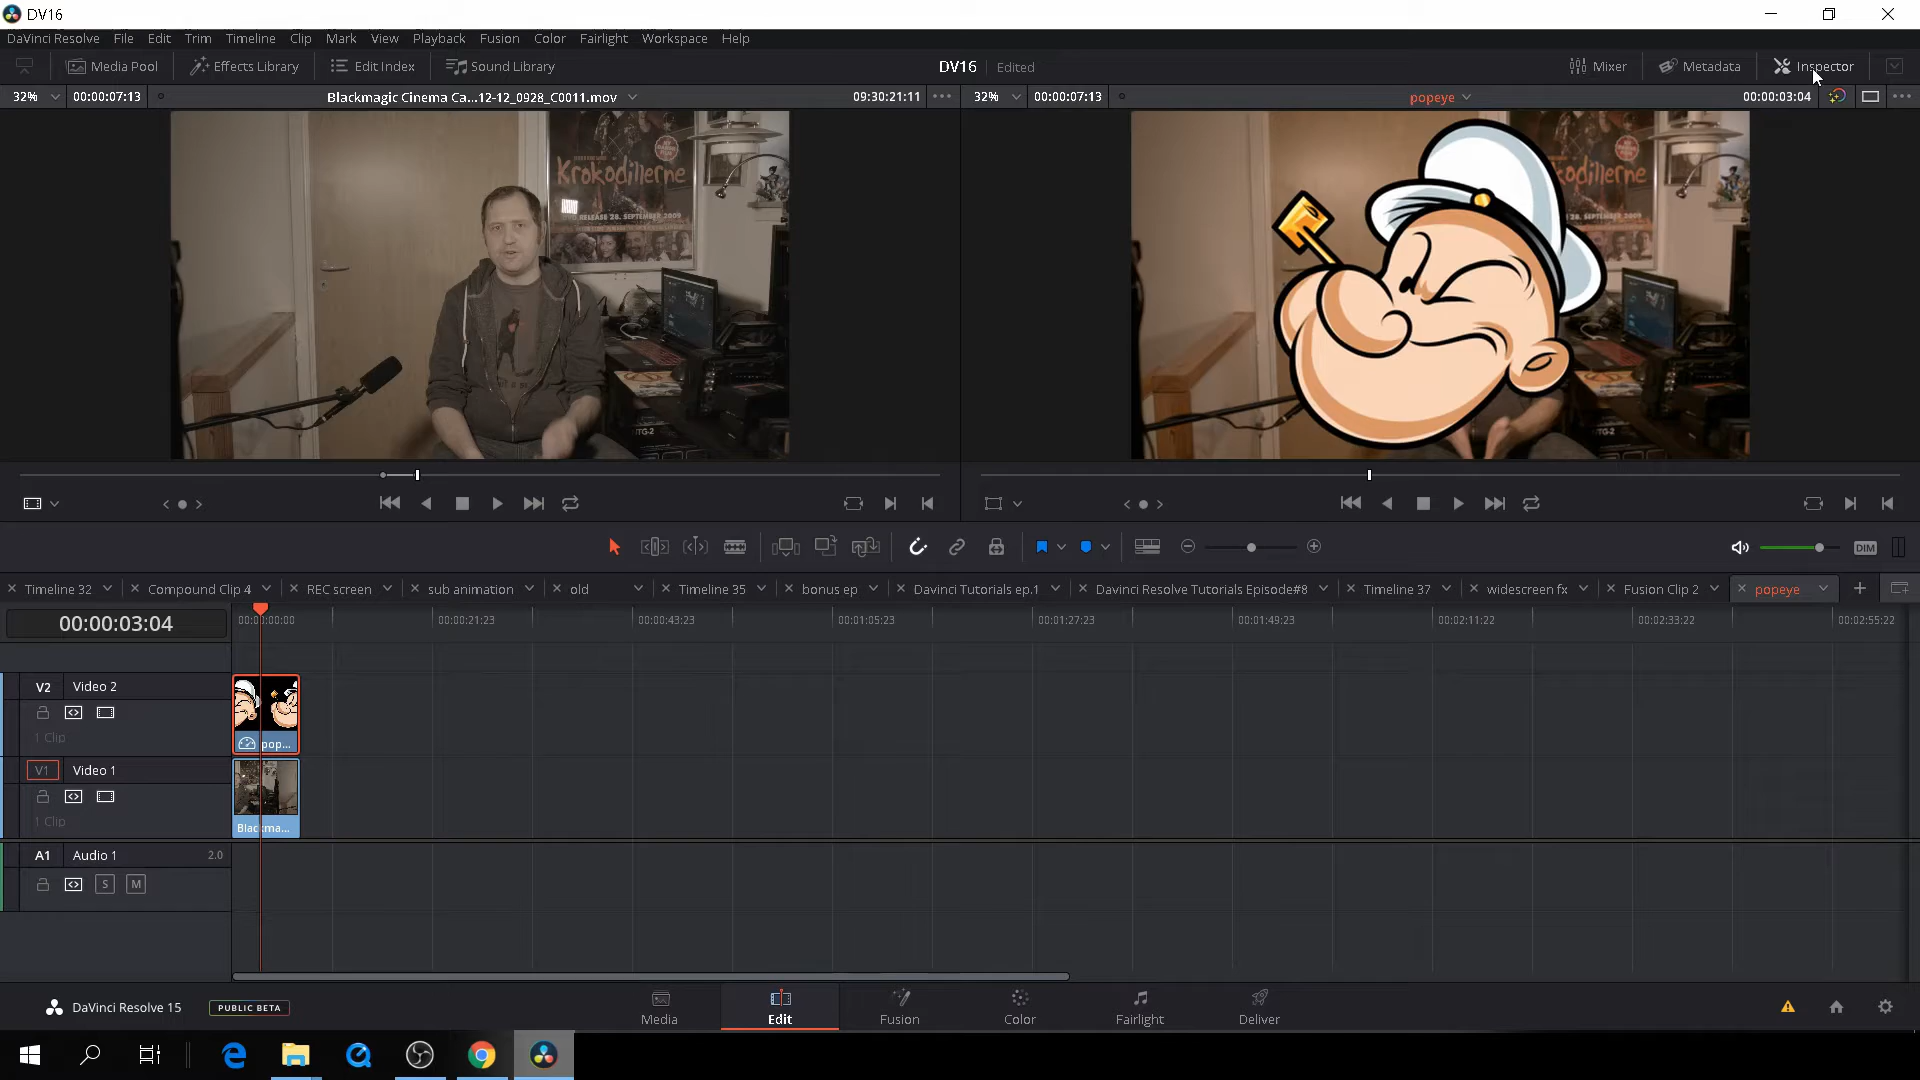 DV16
DaVinci Resolve File Edit Trim Timeline Clip Mark View Playback Fusion Color Fairlight Workspace Help
Media Pool Effects Library Edit Index Sound Library DV16 Edited Mixer Metadata Inspector
32% 00:00:07:13 Blackmagic Cinema Ca...12-12_0928_C0011.mov 09:30:21:11 32% 00:00:07:13 popeye 00:00:03:04
Krokodillerne
RELEASE 28. SEPTEMBER 2009
TG-2
DIM
Timeline 32 Compound Clip 4 REC screen sub animation old Timeline 35 bonus ep Davinci Tutorials ep.1 Davinci Resolve Tutorials Episode#8 Timeline 37 widescreen fx Fusion Clip 2 popeye
00:00:03:04 00:00:00:00 00:00:21:23 00:00:43:23 00:01:05:23 00:01:27:23 00:01:49:23 00:02:11:22 00:02:33:22 00:02:55:22
V2 Video 2
1 Clip
pop...
V1 Video 1
1 Clip
Blackma...
A1 Audio 1 2.0
S M
DaVinci Resolve 15 PUBLIC BETA Media Edit Fusion Color Fairlight Deliver